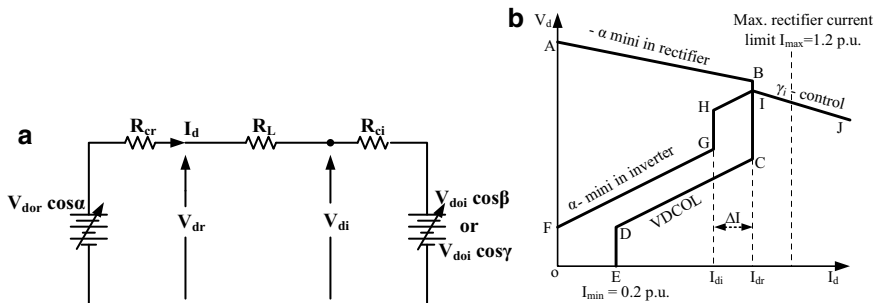 a
R_cr
I_d
R_L
R_ci
V_dor cosα
V_dr
V_di
V_doi cosβ
or
V_doi cosγ
b
V_d
Max. rectifier current
limit I_max=1.2 p.u.
A
- α mini in rectifier
B
I
γ_i - control
J
H
G
α- mini in inverter
C
VDCOL
ΔI
F
D
o
E
I_di
I_dr
I_d
I_min = 0.2 p.u.